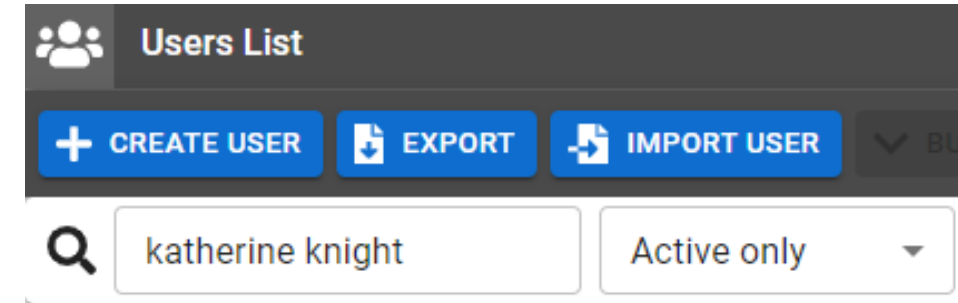 Users List
CREATE USER EXPORT IMPORT USER
katherine knight Active only